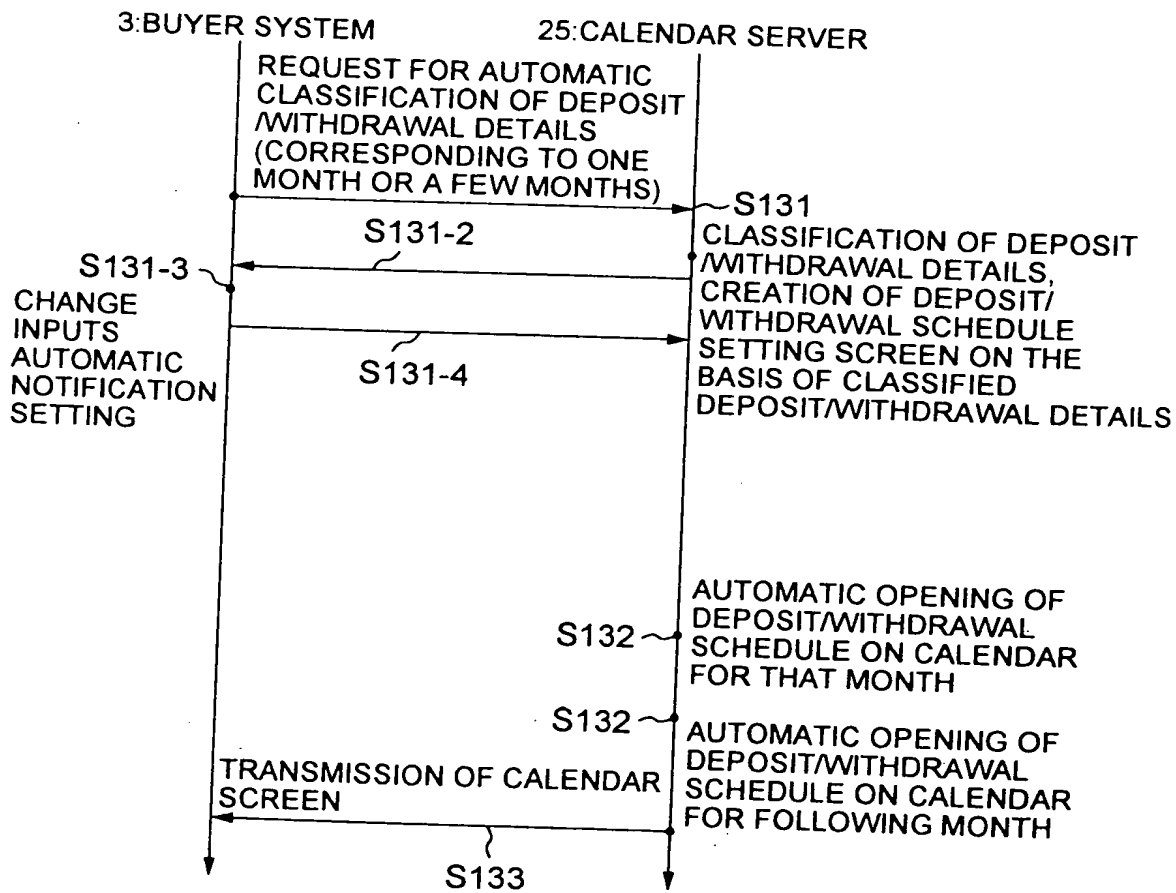 3:BUYER SYSTEM
25:CALENDAR SERVER
REQUEST FOR AUTOMATIC
CLASSIFICATION OF DEPOSIT
/WITHDRAWAL DETAILS
(CORRESPONDING TO ONE
MONTH OR A FEW MONTHS)
S131
S131-2
CLASSIFICATION OF DEPOSIT
/WITHDRAWAL DETAILS,
CREATION OF DEPOSIT/
WITHDRAWAL SCHEDULE
SETTING SCREEN ON THE
BASIS OF CLASSIFIED
DEPOSIT/WITHDRAWAL DETAILS
S131-3
CHANGE
INPUTS
AUTOMATIC
NOTIFICATION
SETTING
S131-4
S132
AUTOMATIC OPENING OF
DEPOSIT/WITHDRAWAL
SCHEDULE ON CALENDAR
FOR THAT MONTH
S132
AUTOMATIC OPENING OF
DEPOSIT/WITHDRAWAL
SCHEDULE ON CALENDAR
FOR FOLLOWING MONTH
TRANSMISSION OF CALENDAR
SCREEN
S133